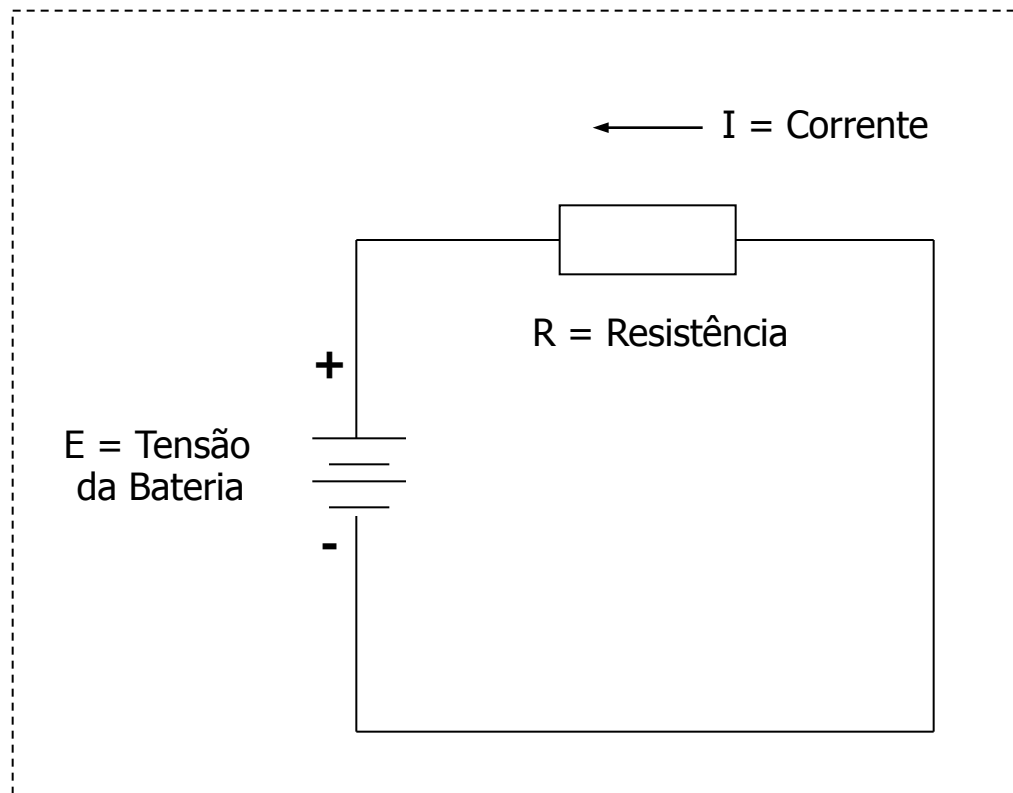 I = Corrente
R = Resistência
+
E = Tensão
da Bateria
-